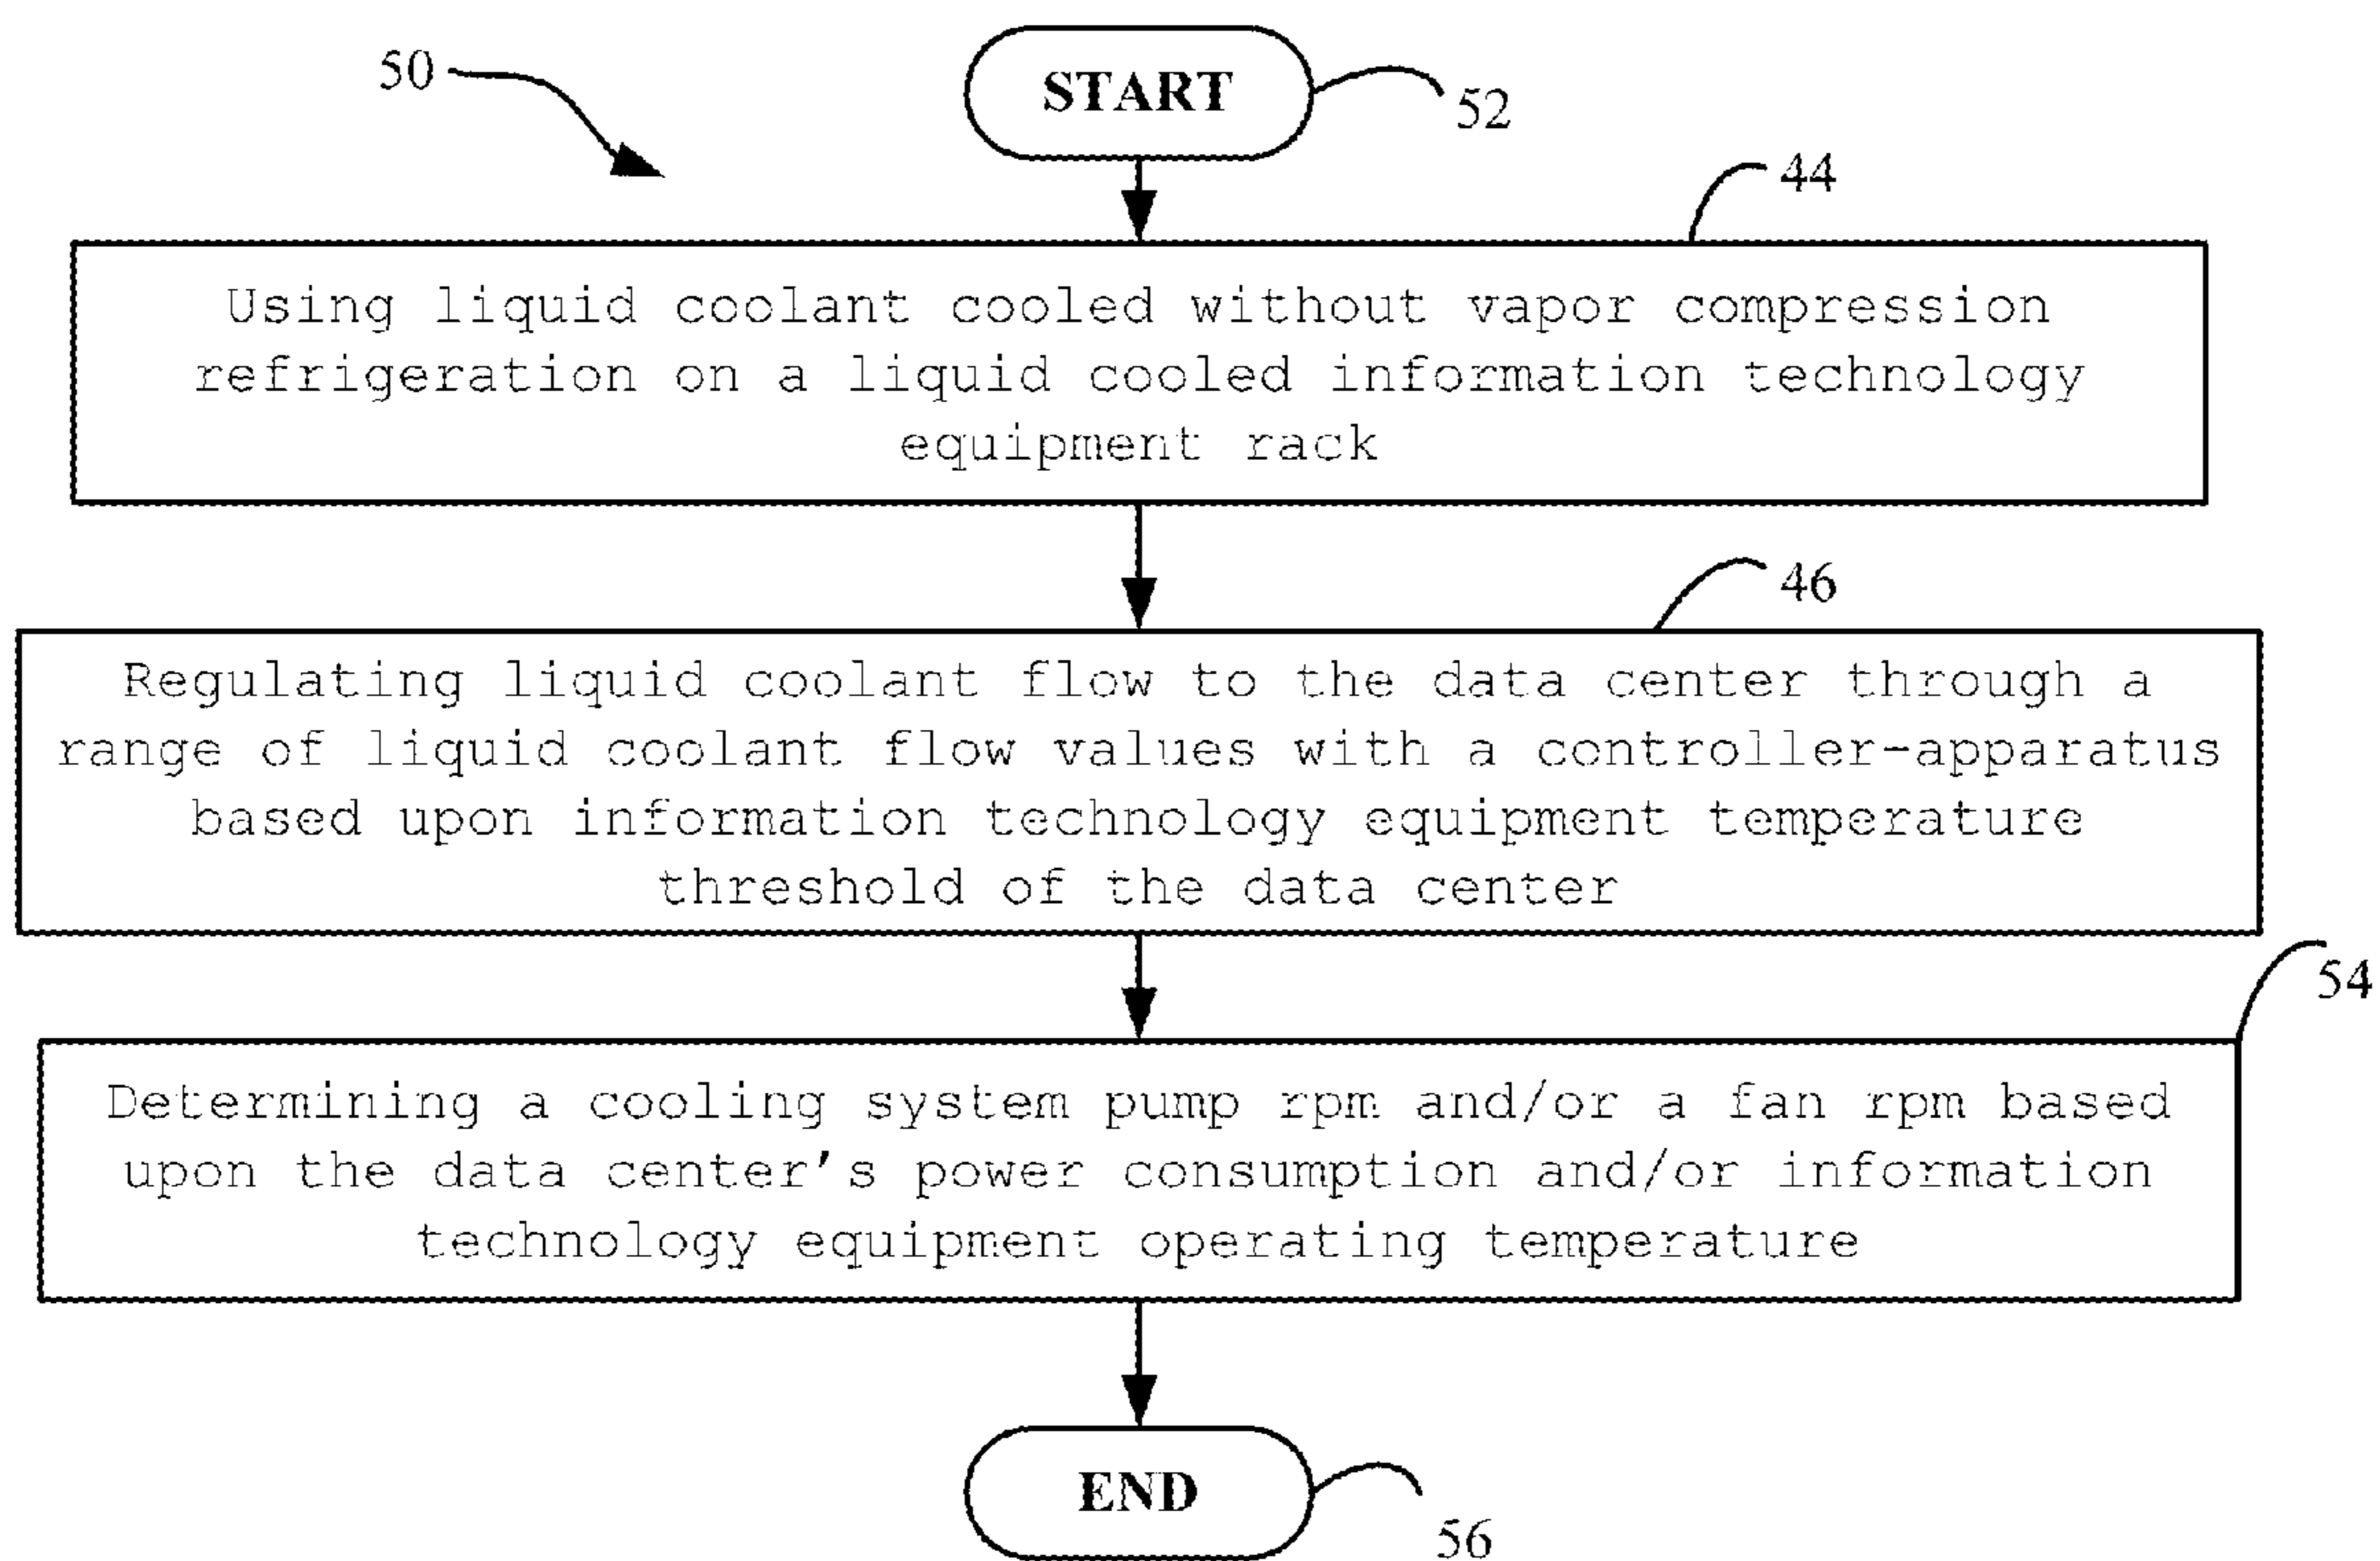 50
START
52
44
Using liquid coolant cooled without vapor compression
refrigeration on a liquid cooled information technology
equipment rack
46
Regulating liquid coolant flow to the data center through a
range of liquid coolant flow values with a controller-apparatus
based upon information technology equipment temperature
threshold of the data center
54
Determining a cooling system pump rpm and/or a fan rpm based
upon the data center's power consumption and/or information
technology equipment operating temperature
END
56